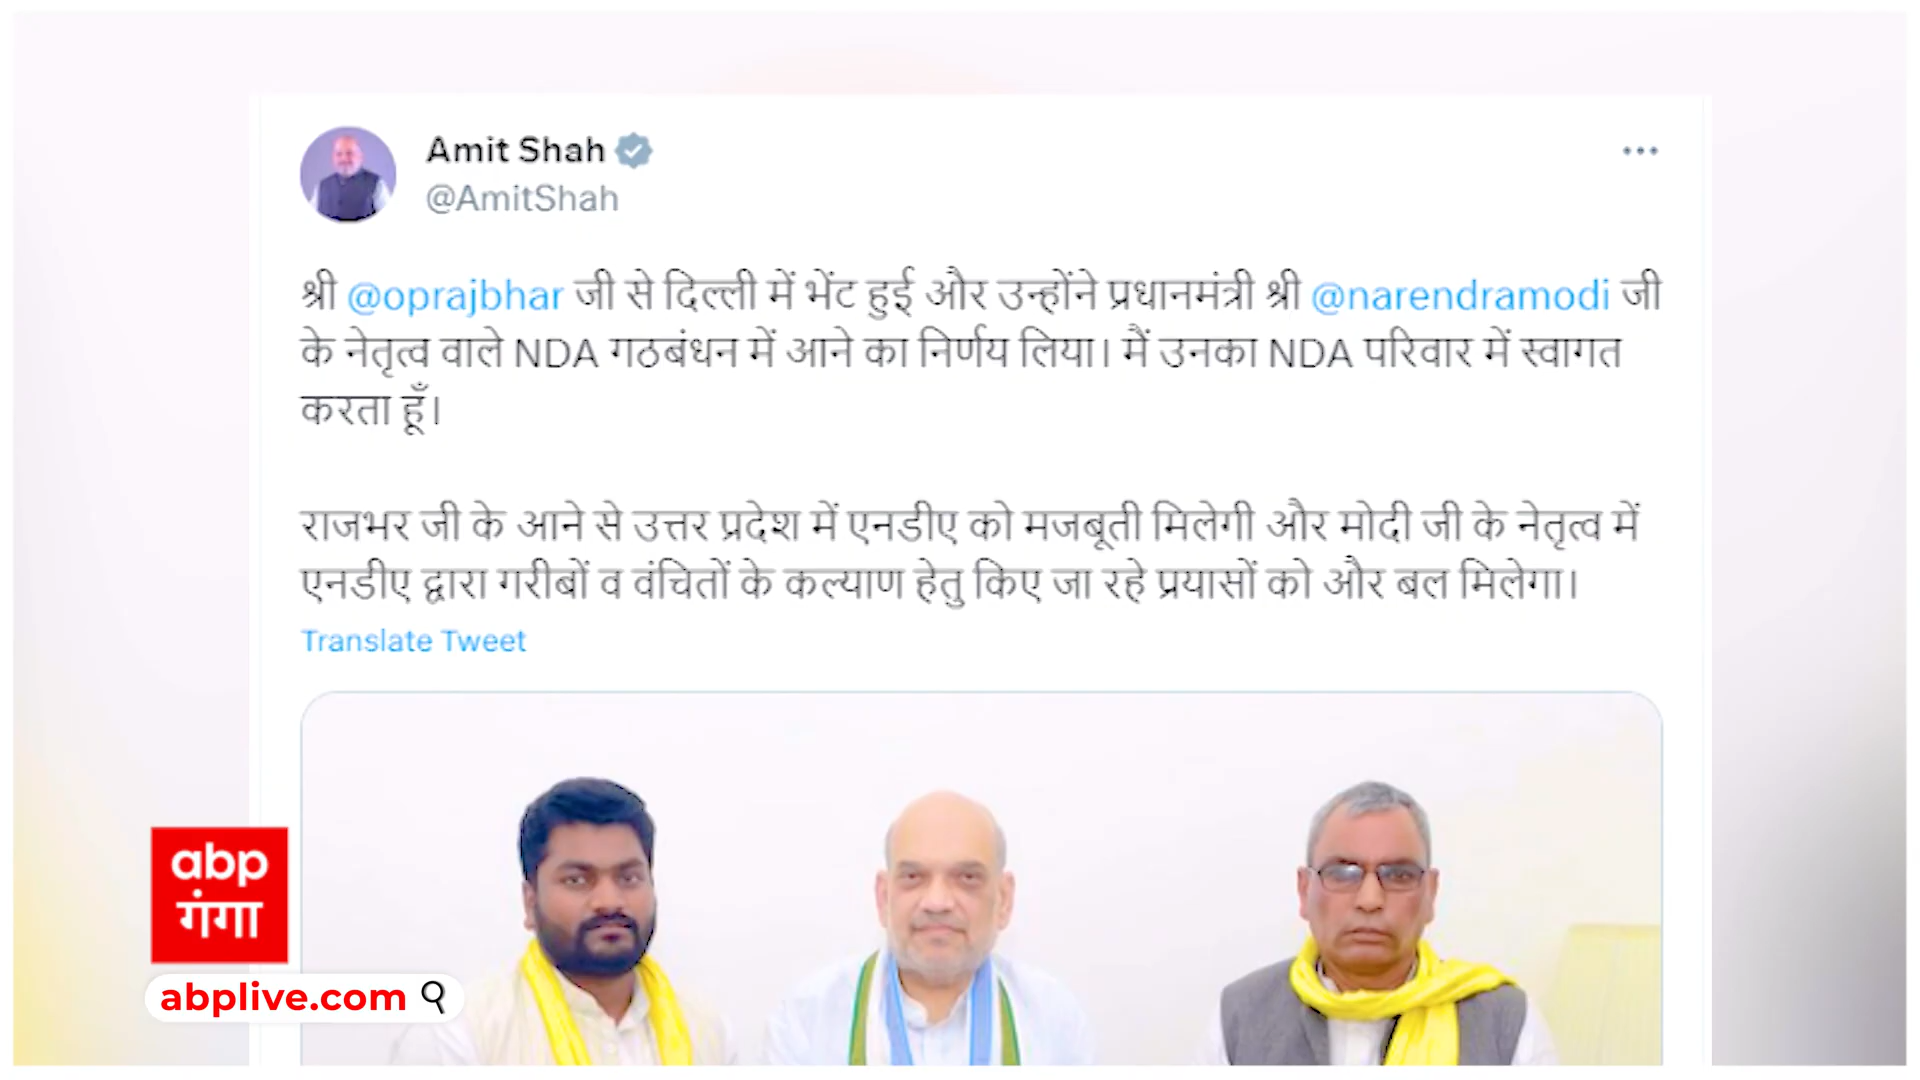 Amit Shah
@AmitShah
श्री @oprajbhar जी से दिल्ली में भेंट हुई और उन्होंने प्रधानमंत्री श्री @narendramodi जी
के नेतृत्व वाले NDA गठबंधन में आने का निर्णय लिया। मैं उनका NDA परिवार में स्वागत
करता हूँ।
राजभर जी के आने से उत्तर प्रदेश में एनडीए को मजबूती मिलेगी और मोदी जी के नेतृत्व में
एनडीए द्वारा गरीबों व वंचितों के कल्याण हेतु किए जा रहे प्रयासों को और बल मिलेगा।
Translate Tweet
abp
गंगा
abplive.com